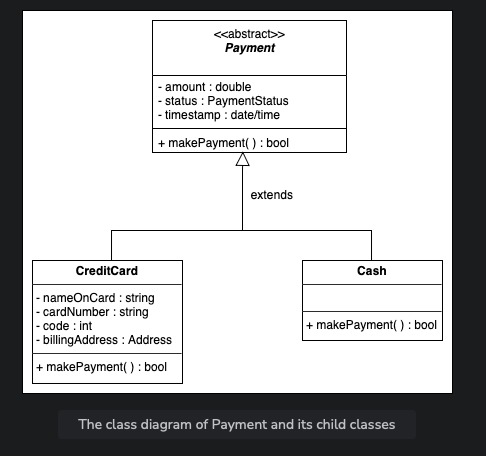 <<abstract>>
Payment
- amount : double
- status : PaymentStatus
- timestamp : date/time
+ makePayment( ) : bool
extends
CreditCard
- nameOnCard : string
- cardNumber : string
- code : int
- billingAddress : Address
+ makePayment( ) : bool
Cash
+ makePayment( ) : bool
The class diagram of Payment and its child classes